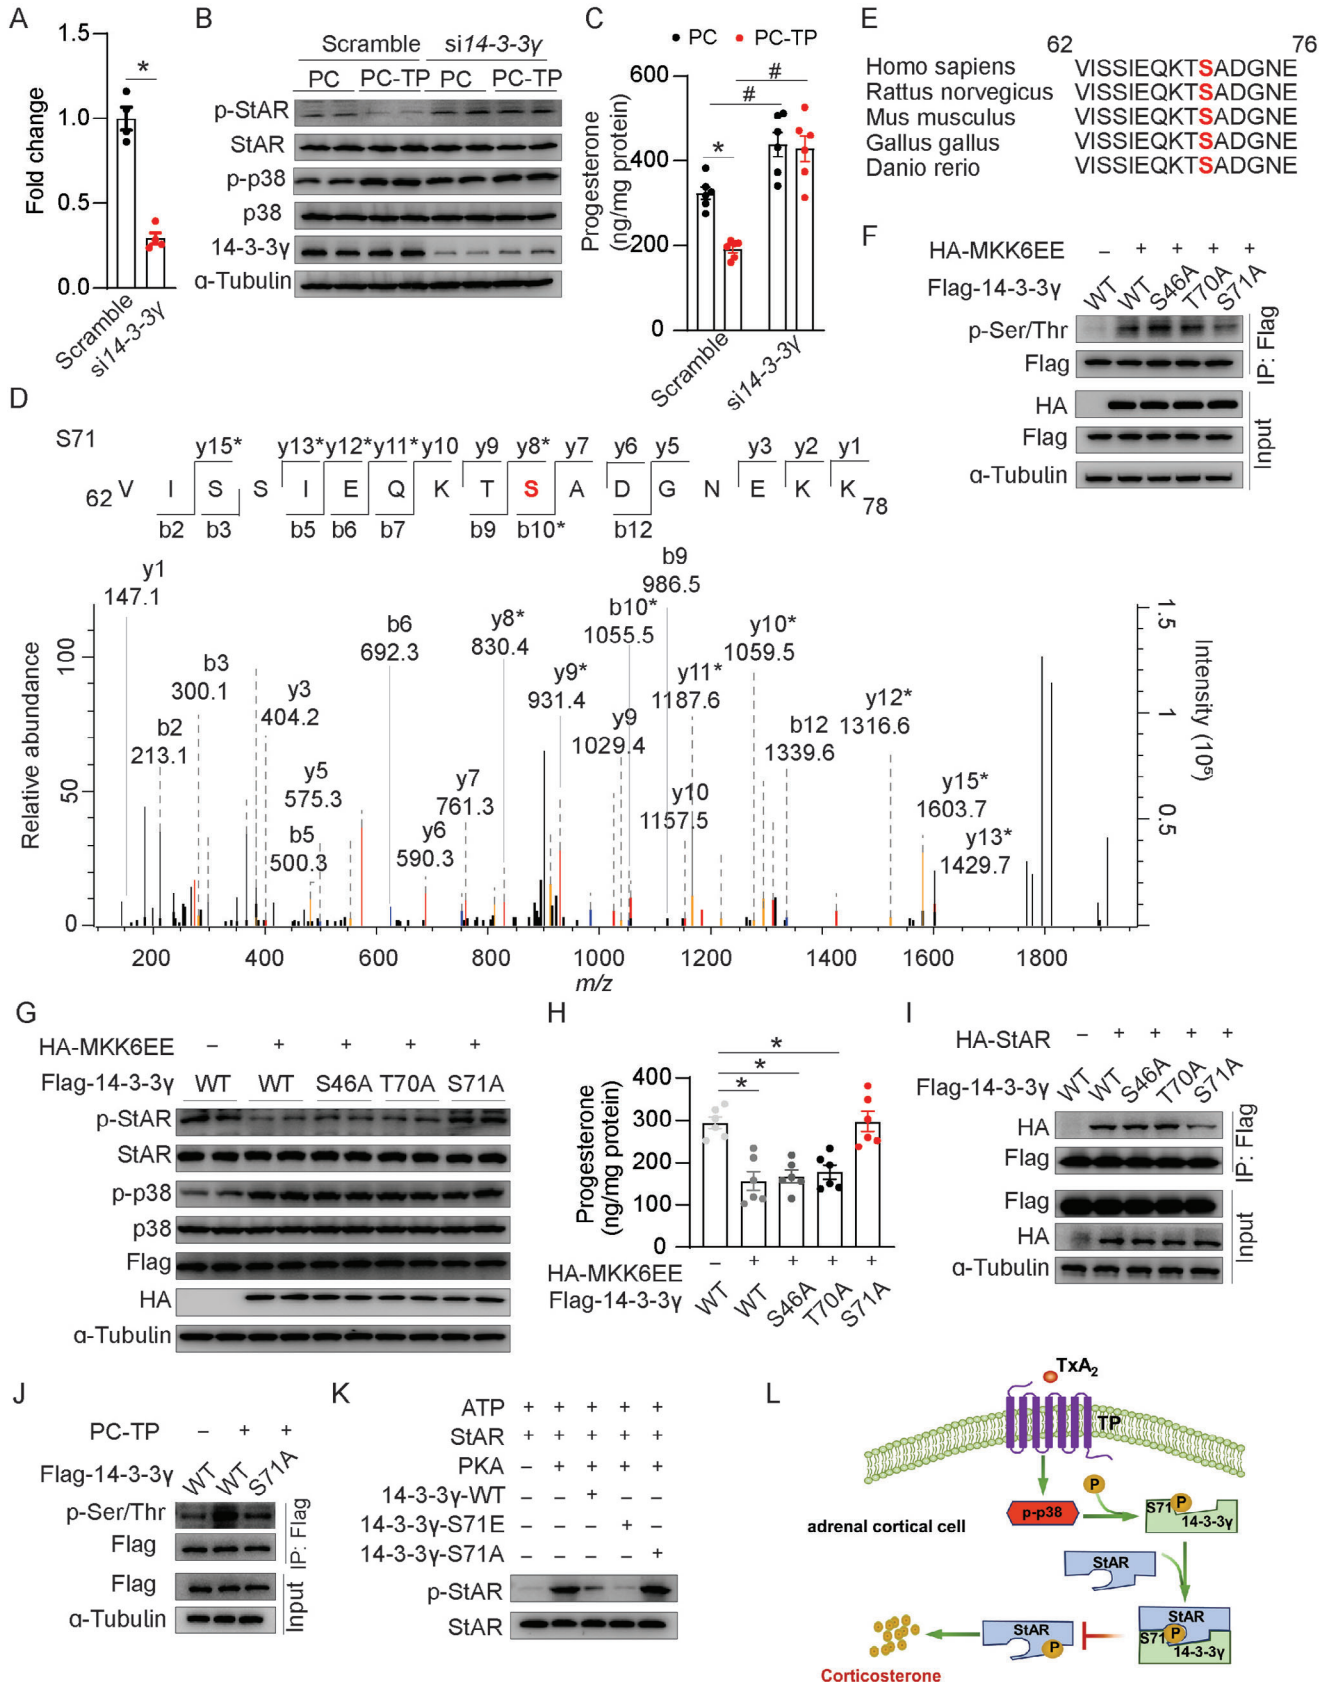 A
1.5
1.0
0.5
0.0
Fold change
*
Scramble
si14-3-3γ
B
Scramble si14-3-3γ
PC PC-TP PC PC-TP
p-StAR
StAR
p-p38
p38
14-3-3γ
α-Tubulin
C
PC PC-TP
600
400
200
0
Progesterone
(ng/mg protein)
#
#
*
Scramble
si14-3-3γ
E
62 76
Homo sapiens VISSIEQKTSADGNE
Rattus norvegicus VISSIEQKTSADGNE
Mus musculus VISSIEQKTSADGNE
Gallus gallus VISSIEQKTSADGNE
Danio rerio VISSIEQKTSADGNE
F
HA-MKK6EE – + + + +
Flag-14-3-3γ WT WT S46A T70A S71A
p-Ser/Thr
Flag
IP: Flag
HA
Flag
α-Tubulin
Input
D
S71
y15* y13* y12* y11* y10 y9 y8* y7 y6 y5 y3 y2 y1
62 V I S S I E Q K T S A D G N E K K 78
b2 b3 b5 b6 b7 b9 b10* b12
y1
147.1
b2
213.1
b3
300.1
y3
404.2
b5
500.3
y5
575.3
b6
692.3
y6
590.3
y7
761.3
y8*
830.4
y9*
931.4
y9
1029.4
b10*
1055.5
b9
986.5
y11*
1187.6
y10
1157.5
y10*
1059.5
b12
1339.6
y12*
1316.6
y15*
1603.7
y13*
1429.7
Relative abundance
100
50
0
Intensity (10⁵)
1.5
1
0.5
0
200 400 600 800 1000 1200 1400 1600 1800
m/z
G
HA-MKK6EE – + + + +
Flag-14-3-3γ WT WT S46A T70A S71A
p-StAR
StAR
p-p38
p38
Flag
HA
α-Tubulin
H
*
*
*
400
300
200
100
0
Progesterone
(ng/mg protein)
HA-MKK6EE – + + + +
Flag-14-3-3γ WT WT S46A T70A S71A
I
HA-StAR – + + + +
Flag-14-3-3γ WT WT S46A T70A S71A
HA
Flag
IP: Flag
Flag
HA
α-Tubulin
Input
J
PC-TP – + +
Flag-14-3-3γ WT WT S71A
p-Ser/Thr
Flag
IP: Flag
Flag
α-Tubulin
Input
K
ATP + + + + +
StAR + + + + +
PKA – + + + +
14-3-3γ-WT – – + – –
14-3-3γ-S71E – – – + –
14-3-3γ-S71A – – – – +
p-StAR
StAR
L
TxA₂
TP
P
p-p38
S71 P
14-3-3γ
adrenal cortical cell
StAR
StAR
S71 P
14-3-3γ
StAR
P
Corticosterone